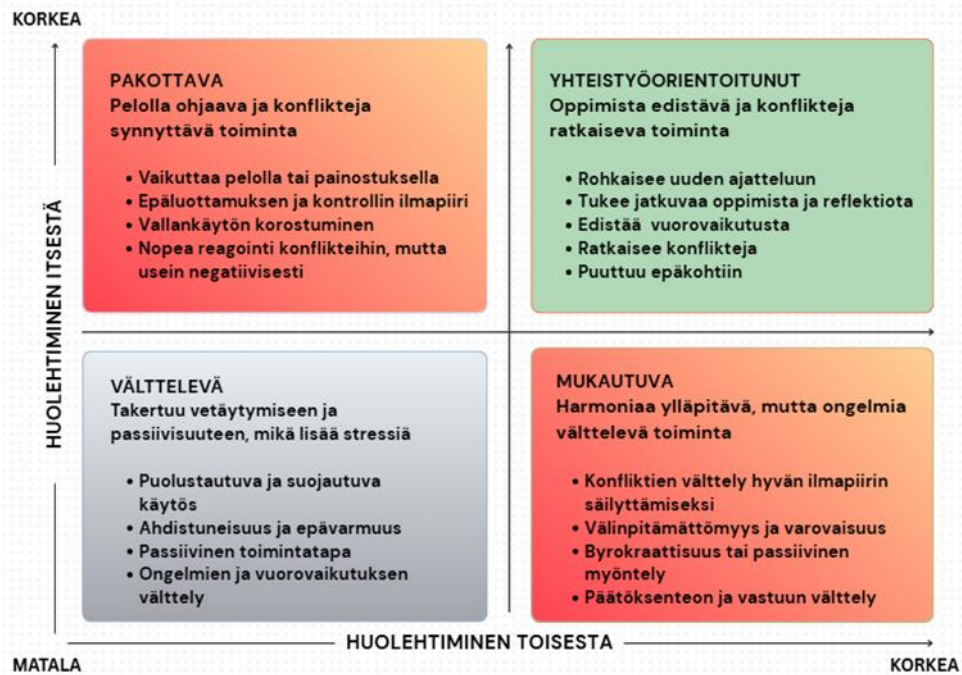 KORKEA
HUOLEHTIMINEN ITSESTÄ
PAKOTTAVA
Pelolla ohjaava ja konflikteja
synnyttävä toiminta
• Vaikuttaa pelolla tai painostuksella
• Epäluottamuksen ja kontrollin ilmapiiri
• Vallankäytön korostuminen
• Nopea reagointi konflikteihin, mutta
usein negatiivisesti
YHTEISTYÖORIENTOITUNUT
Oppimista edistävä ja konflikteja
ratkaiseva toiminta
• Rohkaisee uuden ajatteluun
• Tukee jatkuvaa oppimista ja reflektiota
• Edistää vuorovaikutusta
• Ratkaisee konflikteja
• Puuttuu epäkohtiin
VÄLTTELEVÄ
Takertuu vetäytymiseen ja
passiivisuuteen, mikä lisää stressiä
• Puolustautuva ja suojautuva
käytös
• Ahdistuneisuus ja epävarmuus
• Passiivinen toimintatapa
• Ongelmien ja vuorovaikutuksen
välttely
MUKAUTUVA
Harmoniaa ylläpitävä, mutta ongelmia
välttelevä toiminta
• Konfliktien välttely hyvän ilmapiirin
säilyttämiseksi
• Välinpitämättömyys ja varovaisuus
• Byrokraattisuus tai passiivinen
myöntely
• Päätöksenteon ja vastuun välttely
HUOLEHTIMINEN TOISESTA
MATALA
KORKEA